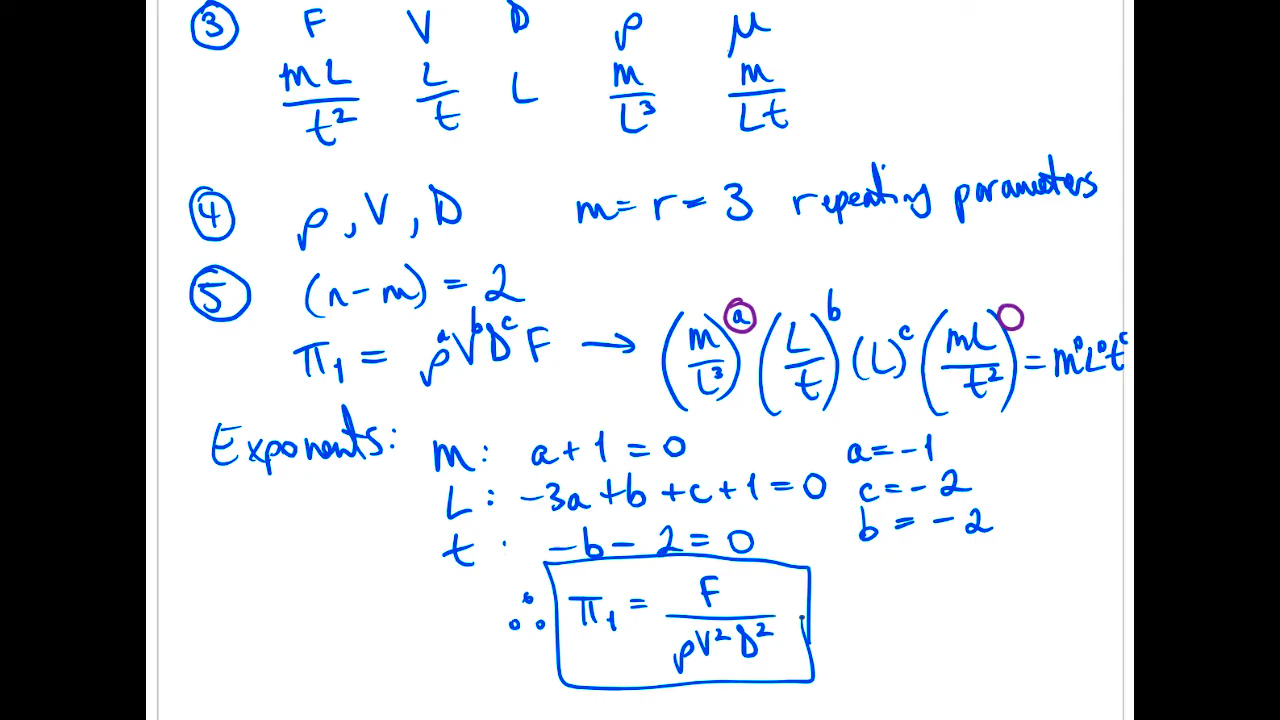 ③ F V D ρ μ
mL/t² L/t L m/L³ m/Lt
④ ρ, V, D m = r = 3 repeating parameters
⑤ (n - m) = 2
π₁ = ρᵃVᵇDᶜF → (m/L³)ᵃ (L/t)ᵇ (L)ᶜ (mL/t²) = m⁰L⁰t⁰
Exponents: m: a + 1 = 0 a = -1
L: -3a + b + c + 1 = 0 c = -2
t: -b - 2 = 0 b = -2
∴ π₁ = F/ρV²D²